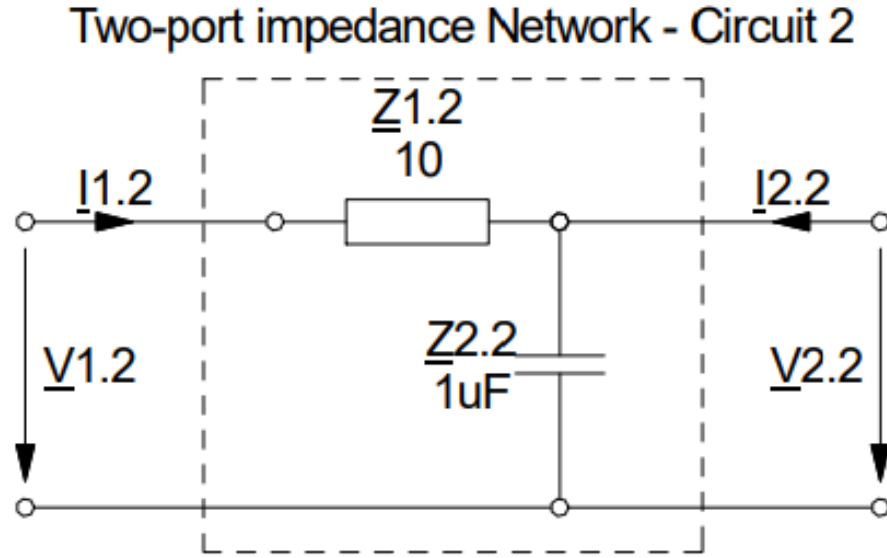 Two-port impedance Network - Circuit 2
Z1.2
10
I1.2
I2.2
Z2.2
1uF
V1.2
V2.2